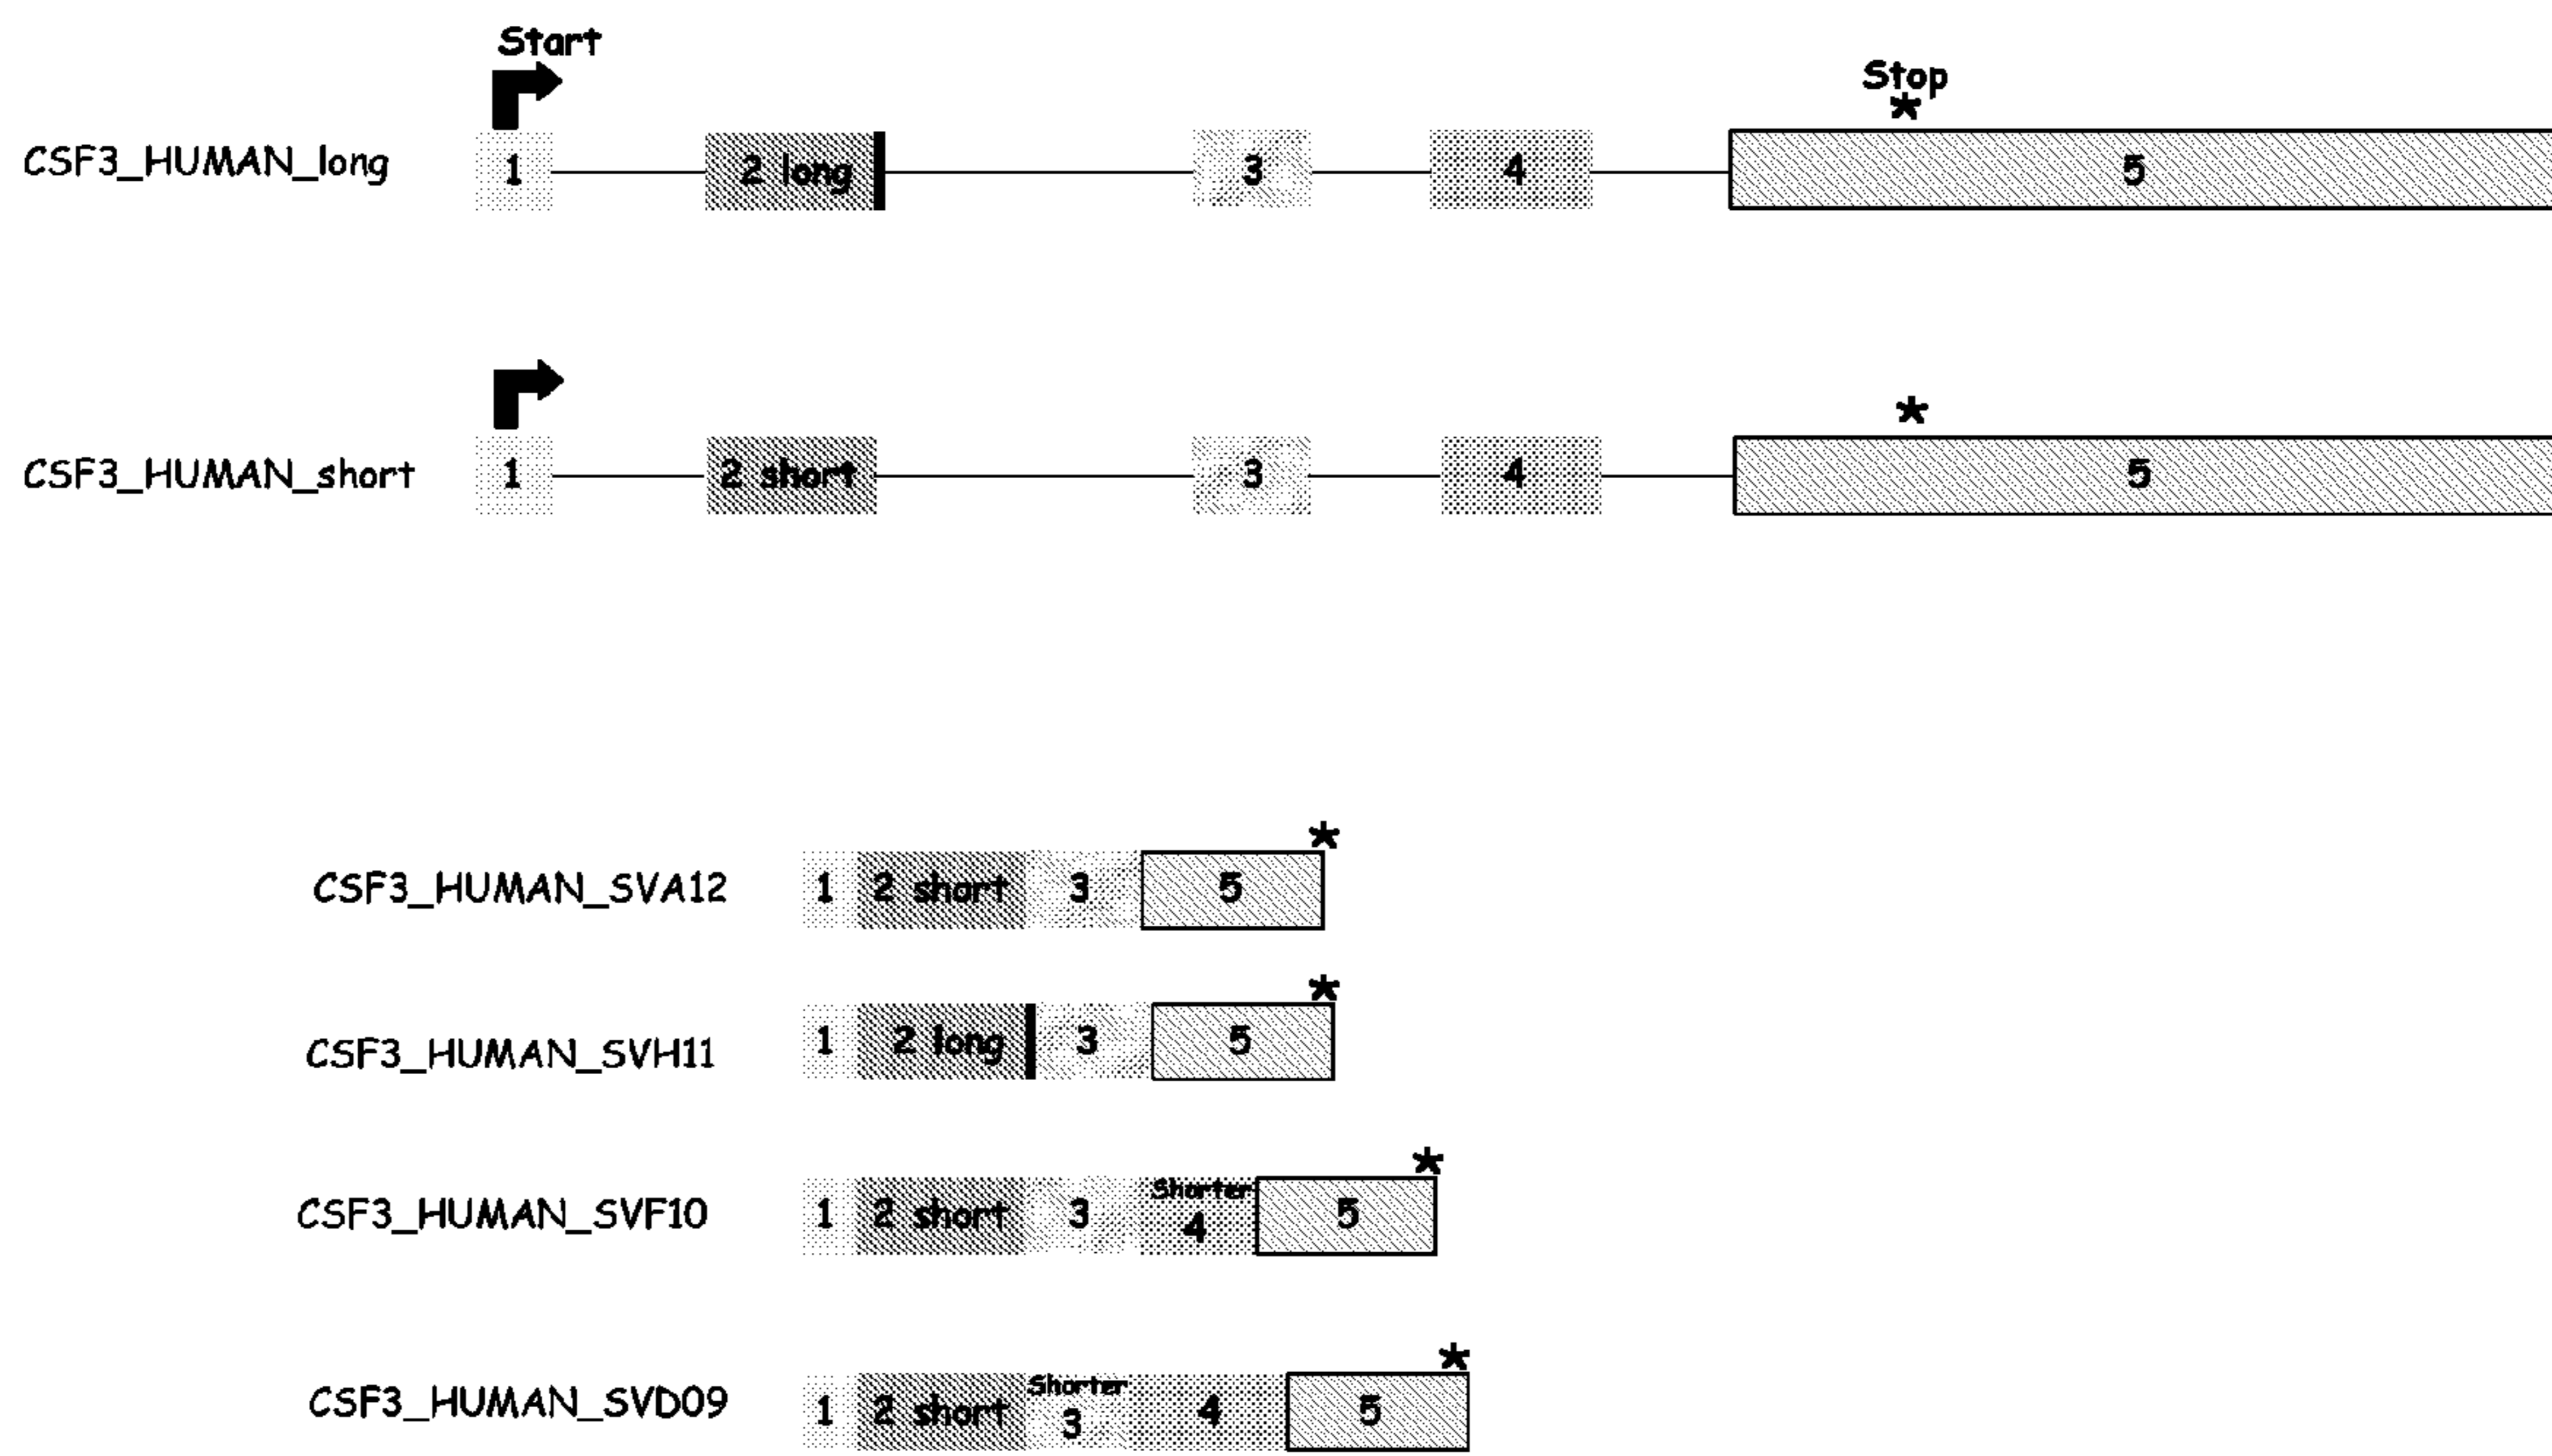 Start
Stop
*
CSF3_HUMAN_long 1 2 long 3 4 5
*
CSF3_HUMAN_short 1 2 short 3 4 5
*
CSF3_HUMAN_SVA12 1 2 short 3 5
*
CSF3_HUMAN_SVH11 1 2 long 3 5
*
Shorter
CSF3_HUMAN_SVF10 1 2 short 3 4 5
*
Shorter
CSF3_HUMAN_SVD09 1 2 short 3 4 5